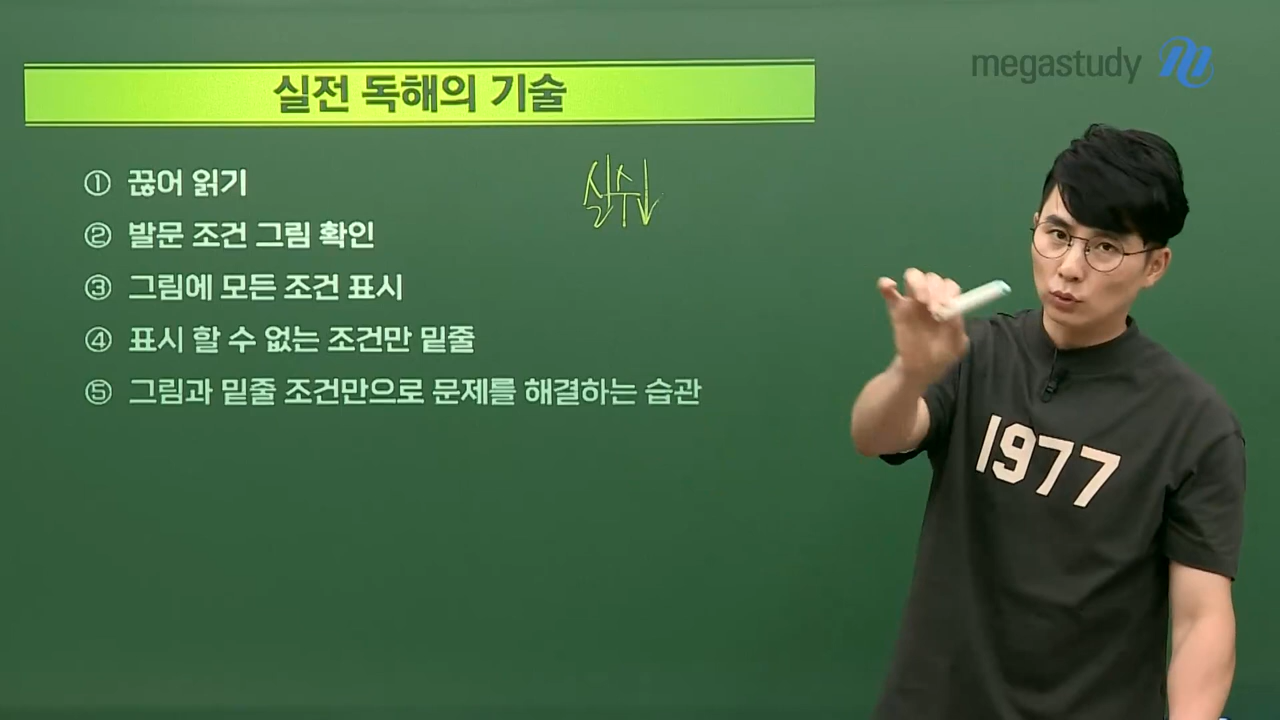 megastudy
실전 독해의 기술
① 끊어 읽기
② 발문 조건 그림 확인
③ 그림에 모든 조건 표시
④ 표시 할 수 없는 조건만 밑줄
⑤ 그림과 밑줄 조건만으로 문제를 해결하는 습관
1977